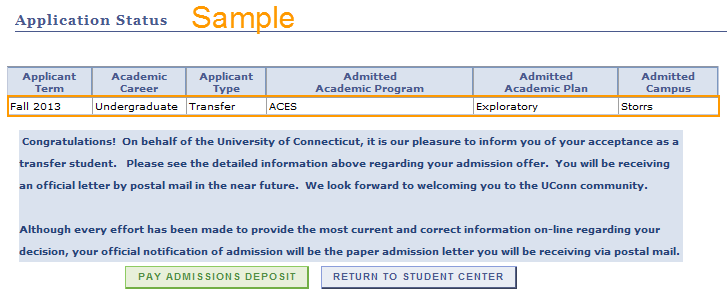 Application Status Sample
Applicant Term Academic Career Applicant Type Admitted Academic Program Admitted Academic Plan Admitted Campus
Fall 2013 Undergraduate Transfer ACES Exploratory Storrs
Congratulations! On behalf of the University of Connecticut, it is our pleasure to inform you of your acceptance as a
transfer student. Please see the detailed information above regarding your admission offer. You will be receiving
an official letter by postal mail in the near future. We look forward to welcoming you to the UConn community.
Although every effort has been made to provide the most current and correct information on-line regarding your
decision, your official notification of admission will be the paper admission letter you will be receiving via postal mail.
PAY ADMISSIONS DEPOSIT RETURN TO STUDENT CENTER